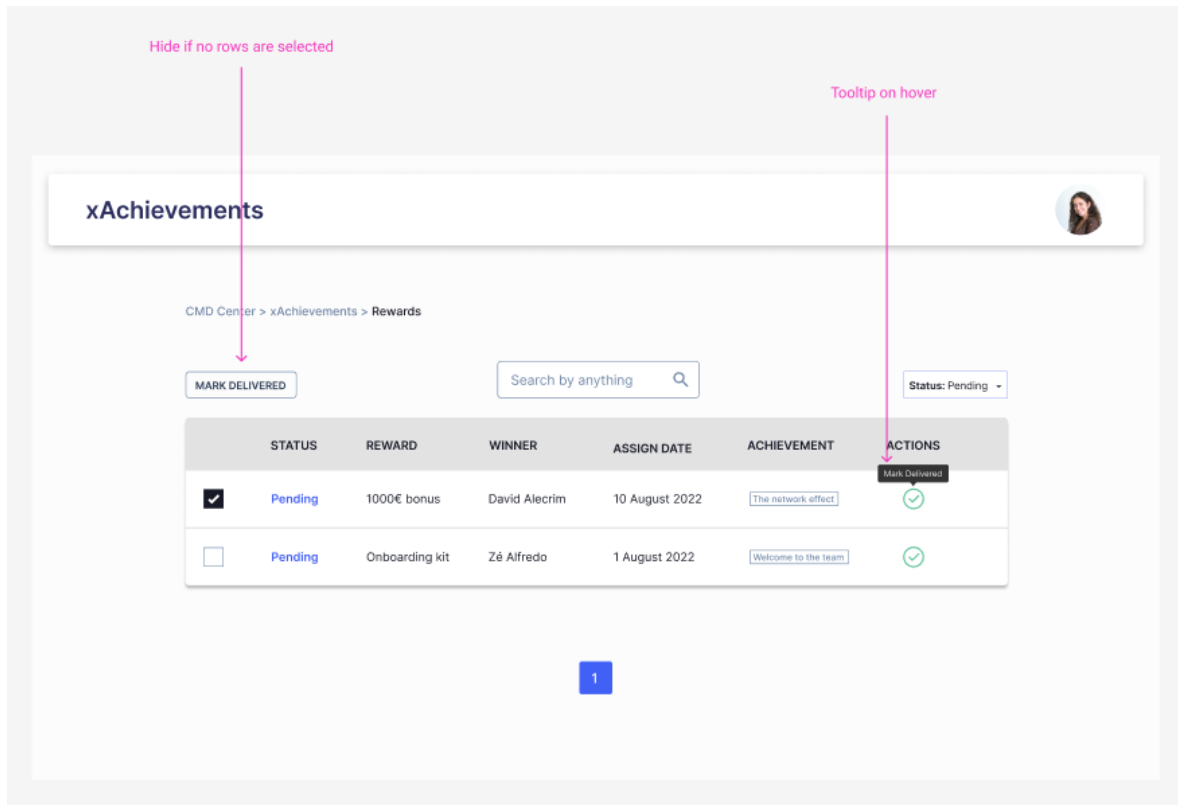 Hide if no rows are selected
Tooltip on hover
xAchievements
CMD Center > xAchievements > Rewards
MARK DELIVERED
Search by anything
Status: Pending
STATUS REWARD WINNER ASSIGN DATE ACHIEVEMENT ACTIONS
Mark Delivered
Pending 1000€ bonus David Alecrim 10 August 2022 The network effect
Pending Onboarding kit Zé Alfredo 1 August 2022 Welcome to the team
1